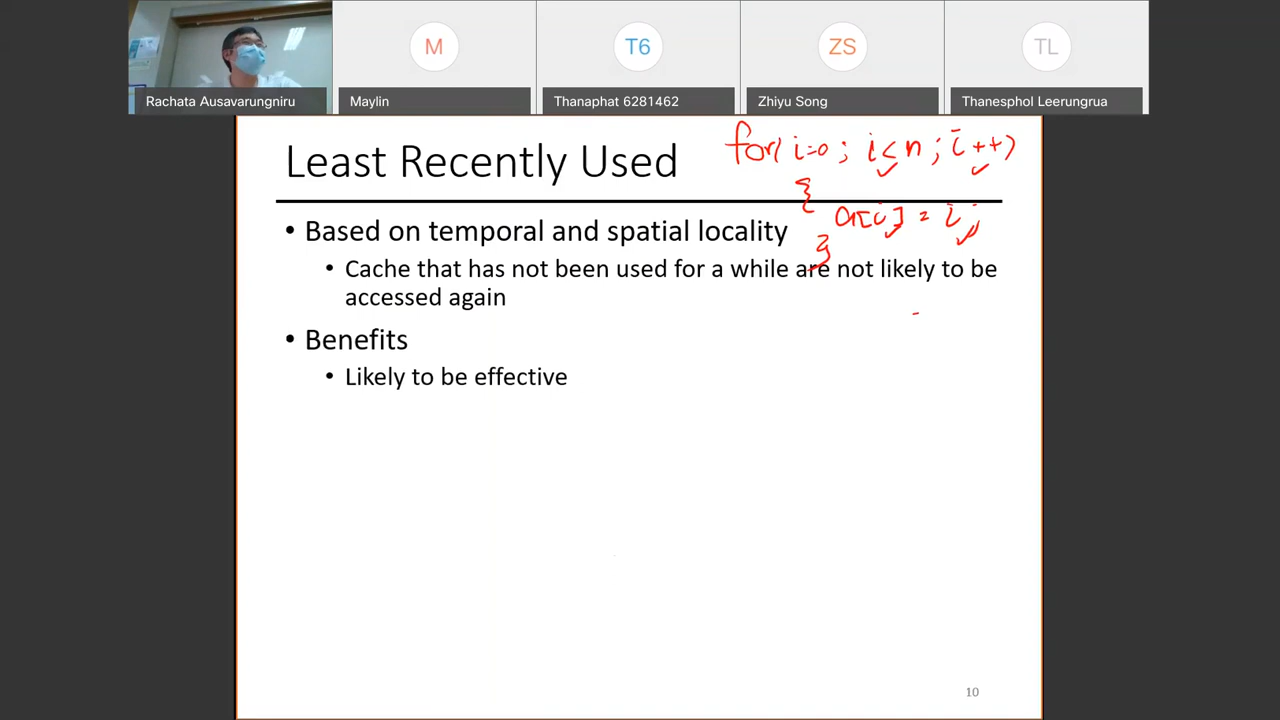 M
T6
ZS
TL
Rachata Ausavarungniru
Maylin
Thanaphat 6281462
Zhiyu Song
Thanesphol Leerungrua
for( i=0 ; i<n ; i++)
{
a[i] = i;
}
Least Recently Used
• Based on temporal and spatial locality
• Cache that has not been used for a while are not likely to be
accessed again
• Benefits
• Likely to be effective
10